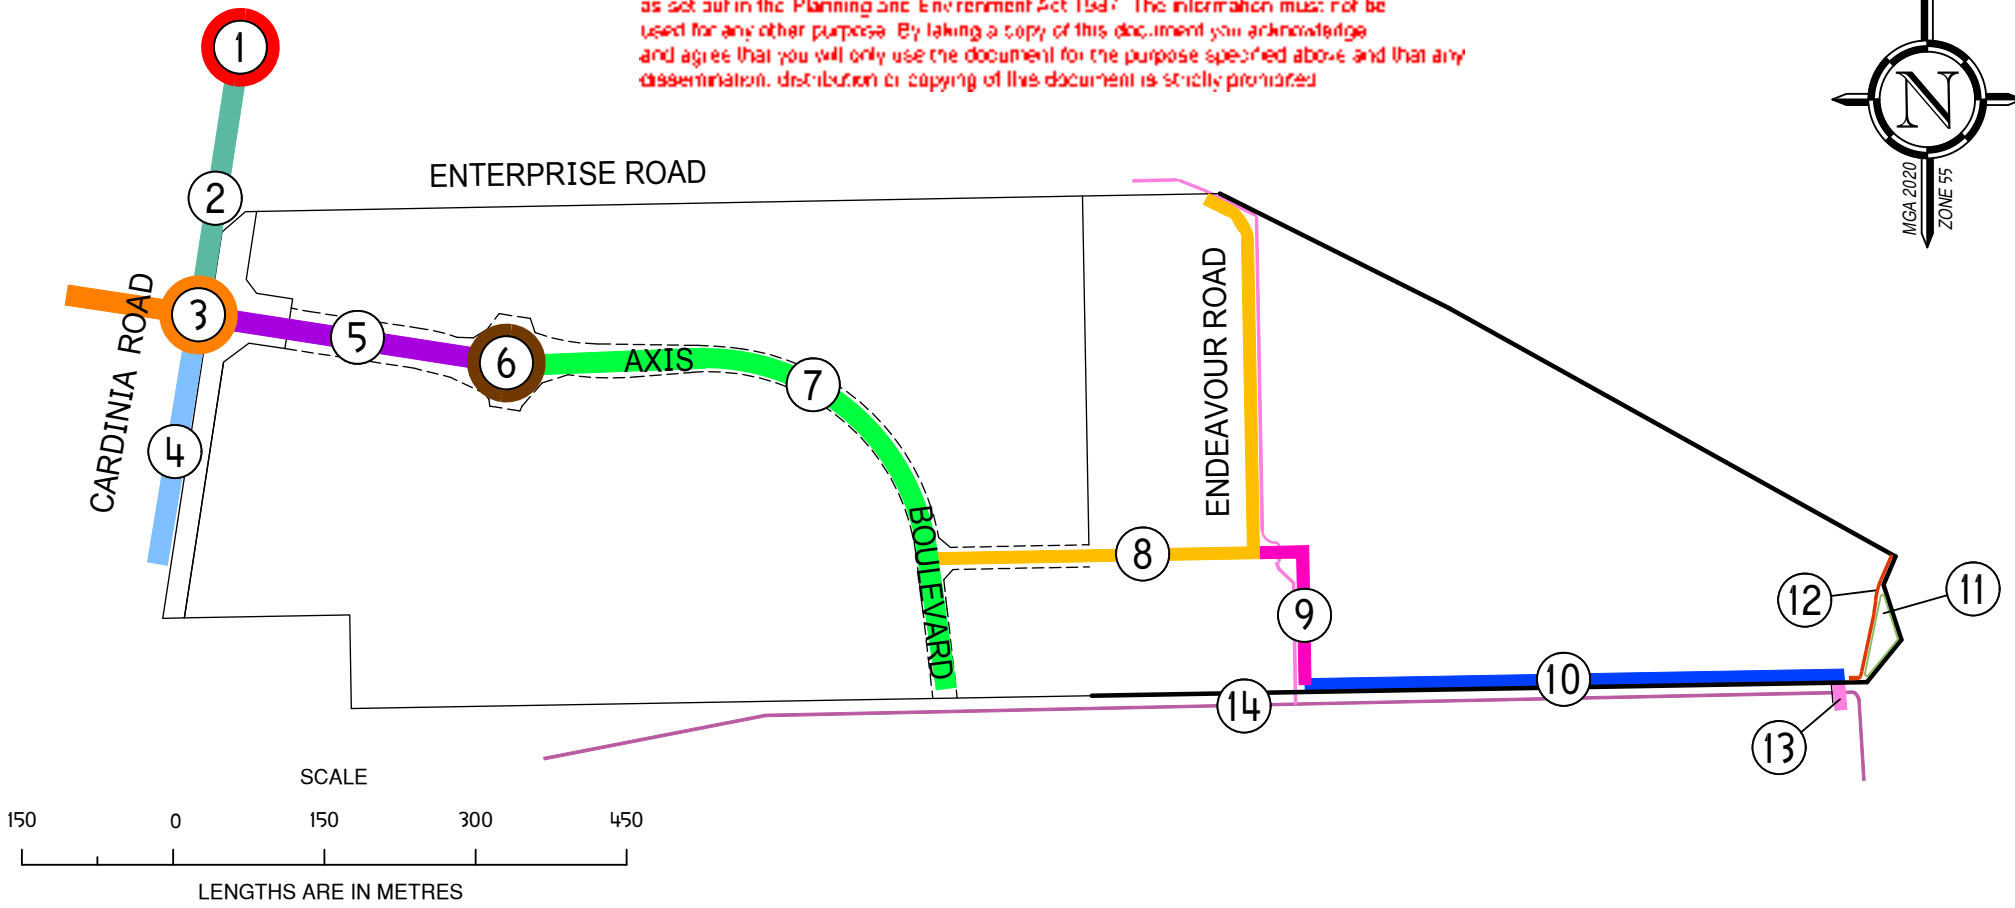 as set out in the Planning and Environment Act 1987. The information must not be
used for any other purpose. By taking a copy of this document you acknowledge
and agree that you will only use the document for the purpose specified above and that any
dissemination, distribution or copying of this document is strictly prohibited
1
N
MGA 2020
ZONE 55
ENTERPRISE ROAD
2
CARDINIA ROAD
3
5
6
AXIS
7
BOULEVARD
ENDEAVOUR ROAD
4
8
9
12
11
10
14
13
SCALE
150 0 150 300 450
LENGTHS ARE IN METRES